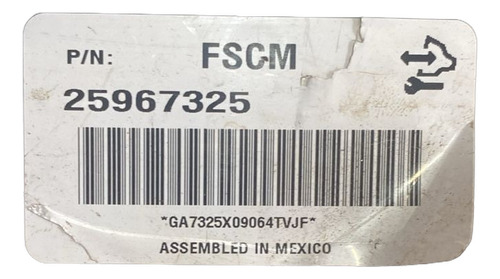 P/N: FSCM
25967325
*GA7325X09064TVJF*
ASSEMBLED IN MEXICO